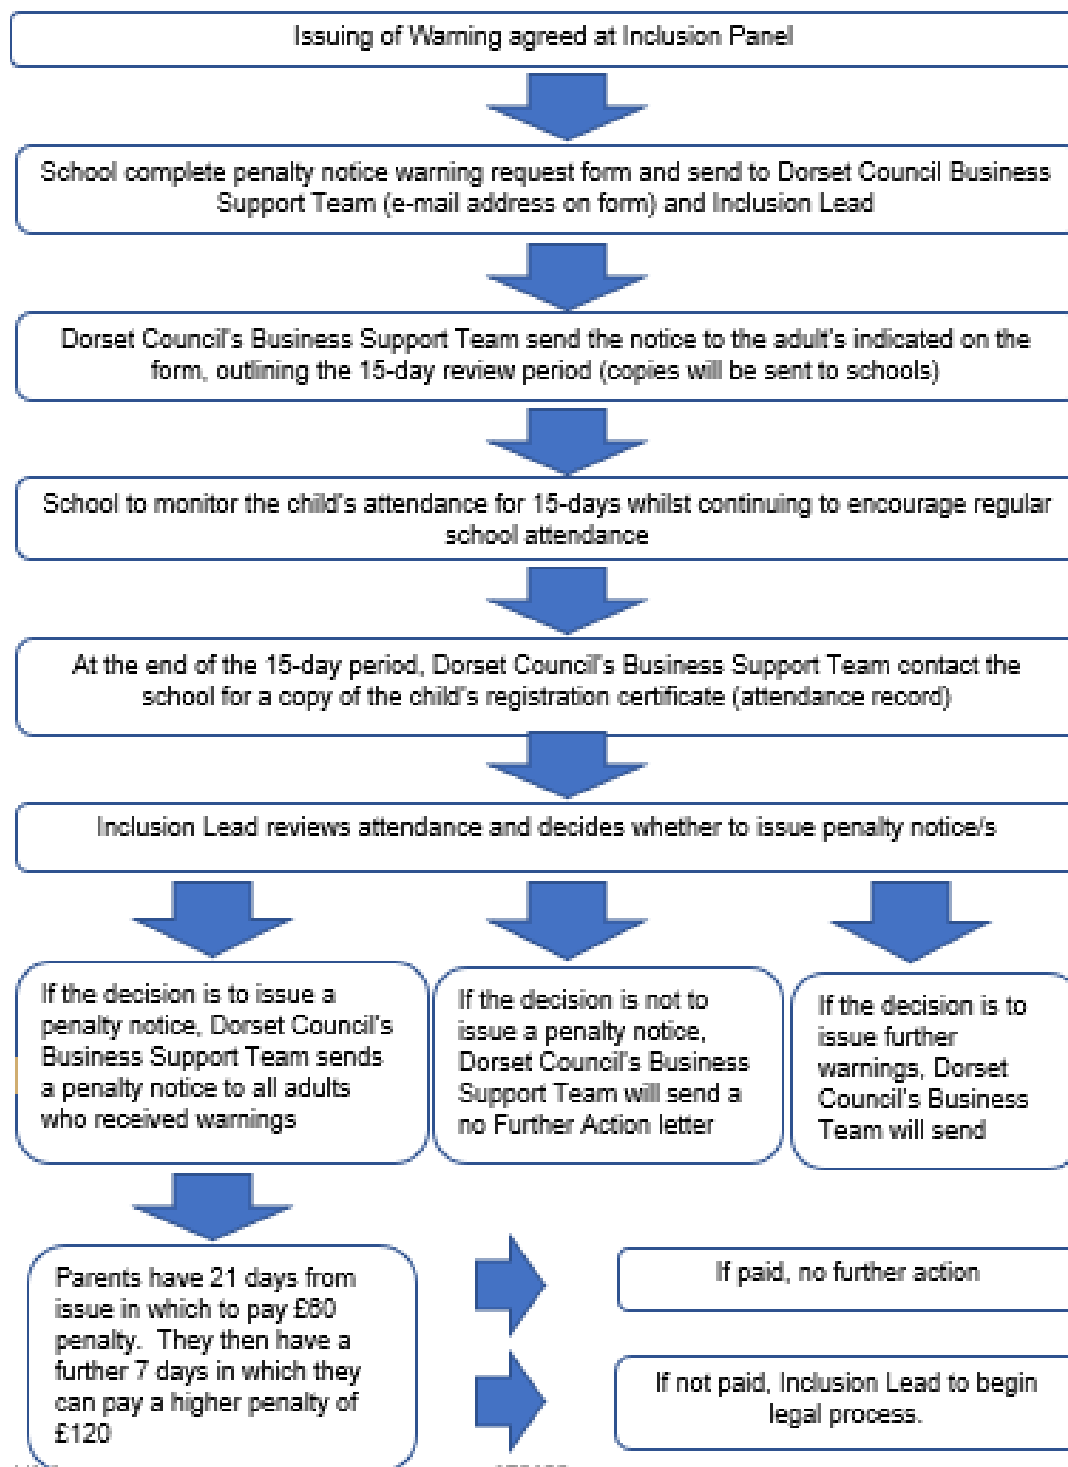 Issuing of Warning agreed at Inclusion Panel
School complete penalty notice warning request form and send to Dorset Council Business
Support Team (e-mail address on form) and Inclusion Lead
Dorset Council's Business Support Team send the notice to the adult's indicated on the
form, outlining the 15-day review period (copies will be sent to schools)
School to monitor the child's attendance for 15-days whilst continuing to encourage regular
school attendance
At the end of the 15-day period, Dorset Council's Business Support Team contact the
school for a copy of the child's registration certificate (attendance record)
Inclusion Lead reviews attendance and decides whether to issue penalty notice/s
If the decision is to issue a
penalty notice, Dorset Council's
Business Support Team sends
a penalty notice to all adults
who received warnings
If the decision is not to
issue a penalty notice,
Dorset Council's Business
Support Team will send a
no Further Action letter
If the decision is to
issue further
warnings, Dorset
Council's Business
Team will send
Parents have 21 days from
issue in which to pay £60
penalty. They then have a
further 7 days in which they
can pay a higher penalty of
£120
If paid, no further action
If not paid, Inclusion Lead to begin
legal process.